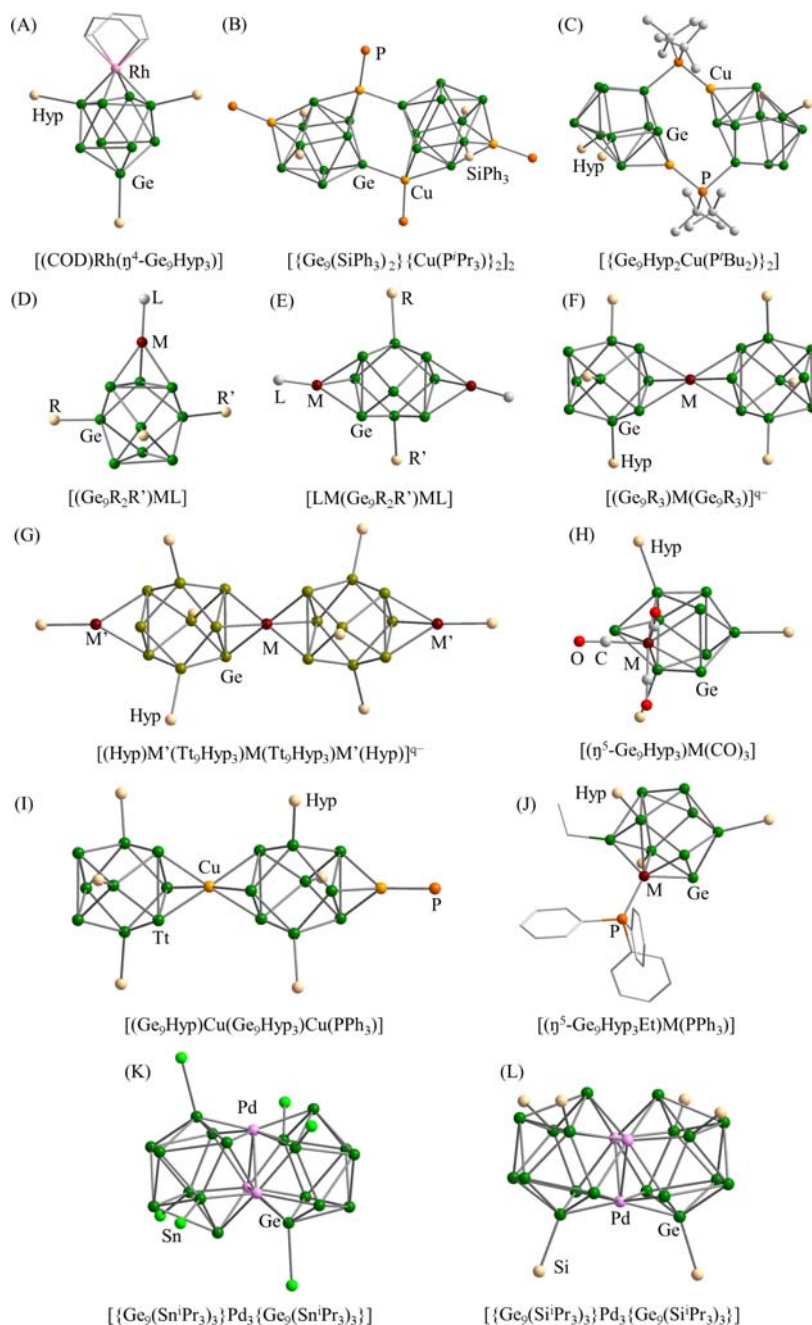 (A)
Rh
Hyp
Ge
[(COD)Rh(η⁴-Ge₉Hyp₃)]
(B)
P
Ge
Cu
SiPh₃
[{Ge₉(SiPh₃)₂}{Cu(PⁱPr₃)}₂]₂
(C)
Cu
Ge
Hyp
P
[{Ge₉Hyp₂Cu(PᵗBu₂)}₂]
(D)
L
M
R
R’
Ge
[(Ge₉R₂R’)ML]
(E)
R
L
M
Ge
R’
[LM(Ge₉R₂R’)ML]
(F)
M
Ge
Hyp
[(Ge₉R₃)M(Ge₉R₃)]q–
(G)
M’
M
M’
Ge
Hyp
[(Hyp)M’(Tt₉Hyp₃)M(Tt₉Hyp₃)M’(Hyp)]q–
(H)
Hyp
O
C
M
Ge
[(η⁵-Ge₉Hyp₃)M(CO)₃]
(I)
Hyp
Cu
P
Tt
[(Ge₉Hyp)Cu(Ge₉Hyp₃)Cu(PPh₃)]
(J)
Hyp
M
Ge
P
[(η⁵-Ge₉Hyp₃Et)M(PPh₃)]
(K)
Pd
Ge
Sn
[{Ge₉(SnⁱPr₃)₃}Pd₃{Ge₉(SnⁱPr₃)₃}]
(L)
Pd
Ge
Si
[{Ge₉(SiⁱPr₃)₃}Pd₃{Ge₉(SiⁱPr₃)₃}]